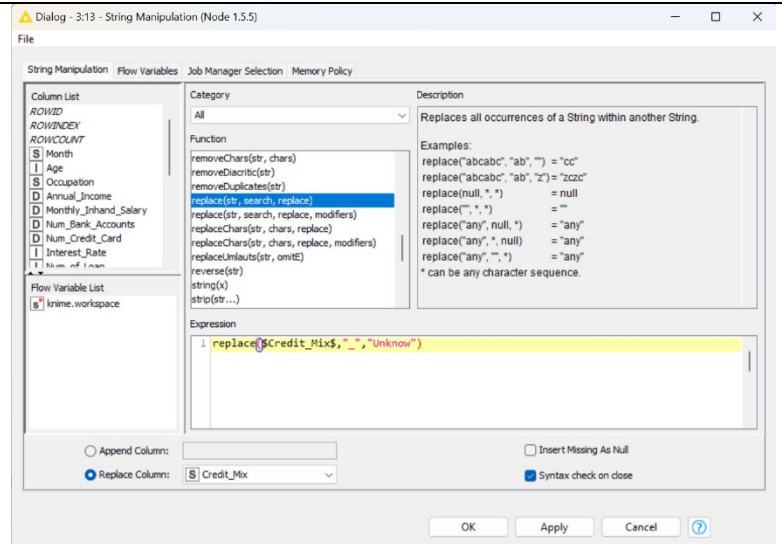 Dialog - 3:13 - String Manipulation (Node 1.5.5)
File
String Manipulation Flow Variables Job Manager Selection Memory Policy
Column List
ROWID
ROWINDEX
ROWCOUNT
S Month
I Age
S Occupation
D Annual_Income
D Monthly_Inhand_Salary
D Num_Bank_Accounts
D Num_Credit_Card
I Interest_Rate
I Num_of_Loan
Flow Variable List
s knime.workspace
Category
All
Function
removeChars(str, chars)
removeDiacritic(str)
removeDuplicates(str)
replace(str, search, replace)
replace(str, search, replace, modifiers)
replaceChars(str, chars, replace)
replaceChars(str, chars, replace, modifiers)
replaceUmlauts(str, omitE)
reverse(str)
string(x)
strip(str...)
Description
Replaces all occurrences of a String within another String.
Examples:
replace("abcabc", "ab", "") = "cc"
replace("abcabc", "ab", "z") = "zczc"
replace(null, *, *) = null
replace("", *, *) = ""
replace("any", null, *) = "any"
replace("any", *, null) = "any"
replace("any", "", *) = "any"
* can be any character sequence.
Expression
1 replace($Credit_Mix$,"_","Unknow")
Append Column:
Insert Missing As Null
Replace Column: S Credit_Mix
Syntax check on close
OK Apply Cancel ?